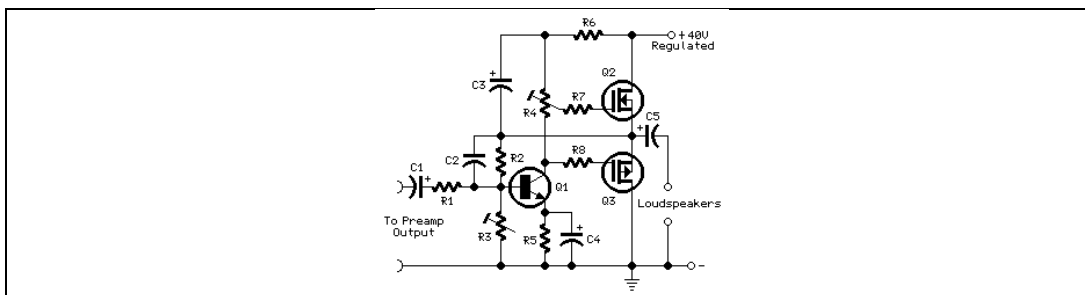 R6
+40V
Regulated
Q2
C3
R7
R4
C5
R8
C2
R2
C1
Q1
R1
Q3
Loudspeakers
To Preamp
Output
R3
R5
C4
-